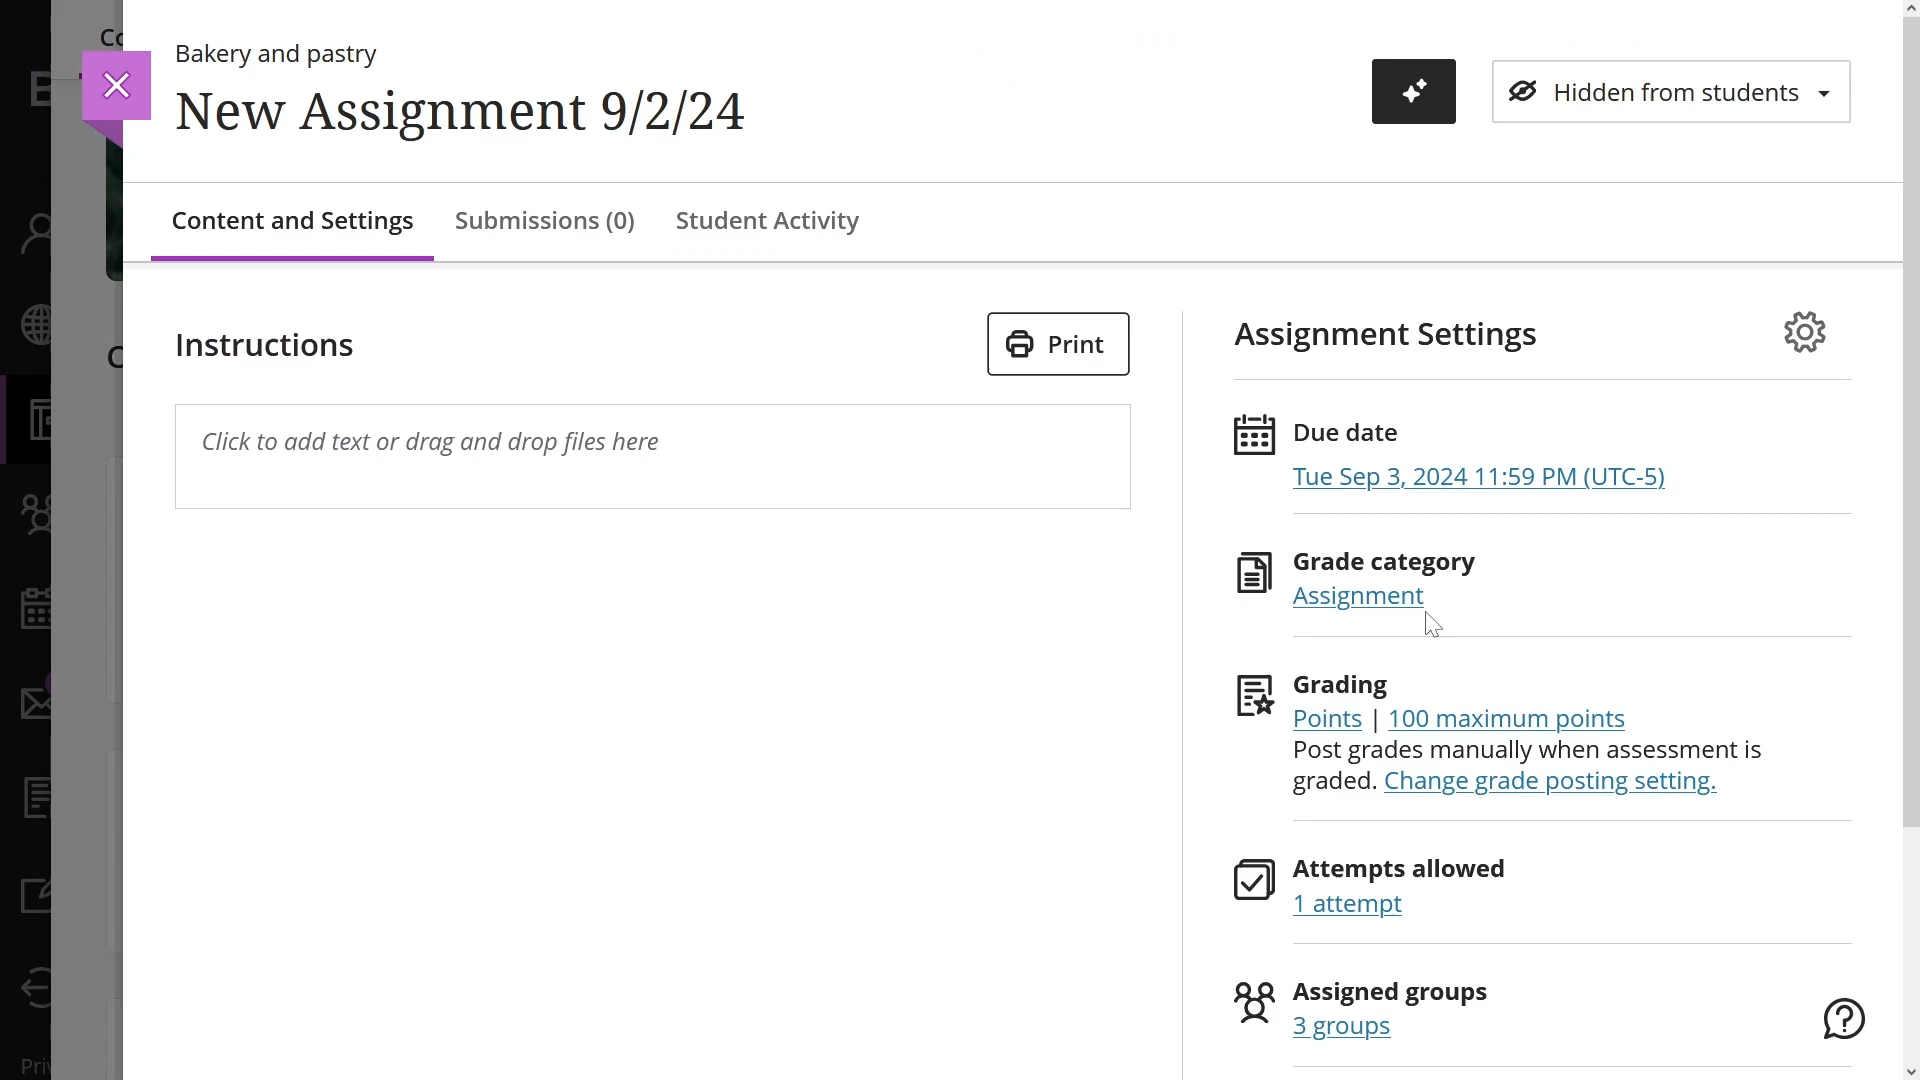 Bakery and pastry
New Assignment 9/2/24
Hidden from students
Content and Settings
Submissions (0)
Student Activity
Instructions
Print
Click to add text or drag and drop files here
Assignment Settings
Due date
Tue Sep 3, 2024 11:59 PM (UTC-5)
Grade category
Assignment
Grading
Points | 100 maximum points
Post grades manually when assessment is
graded. Change grade posting setting.
Attempts allowed
1 attempt
Assigned groups
3 groups